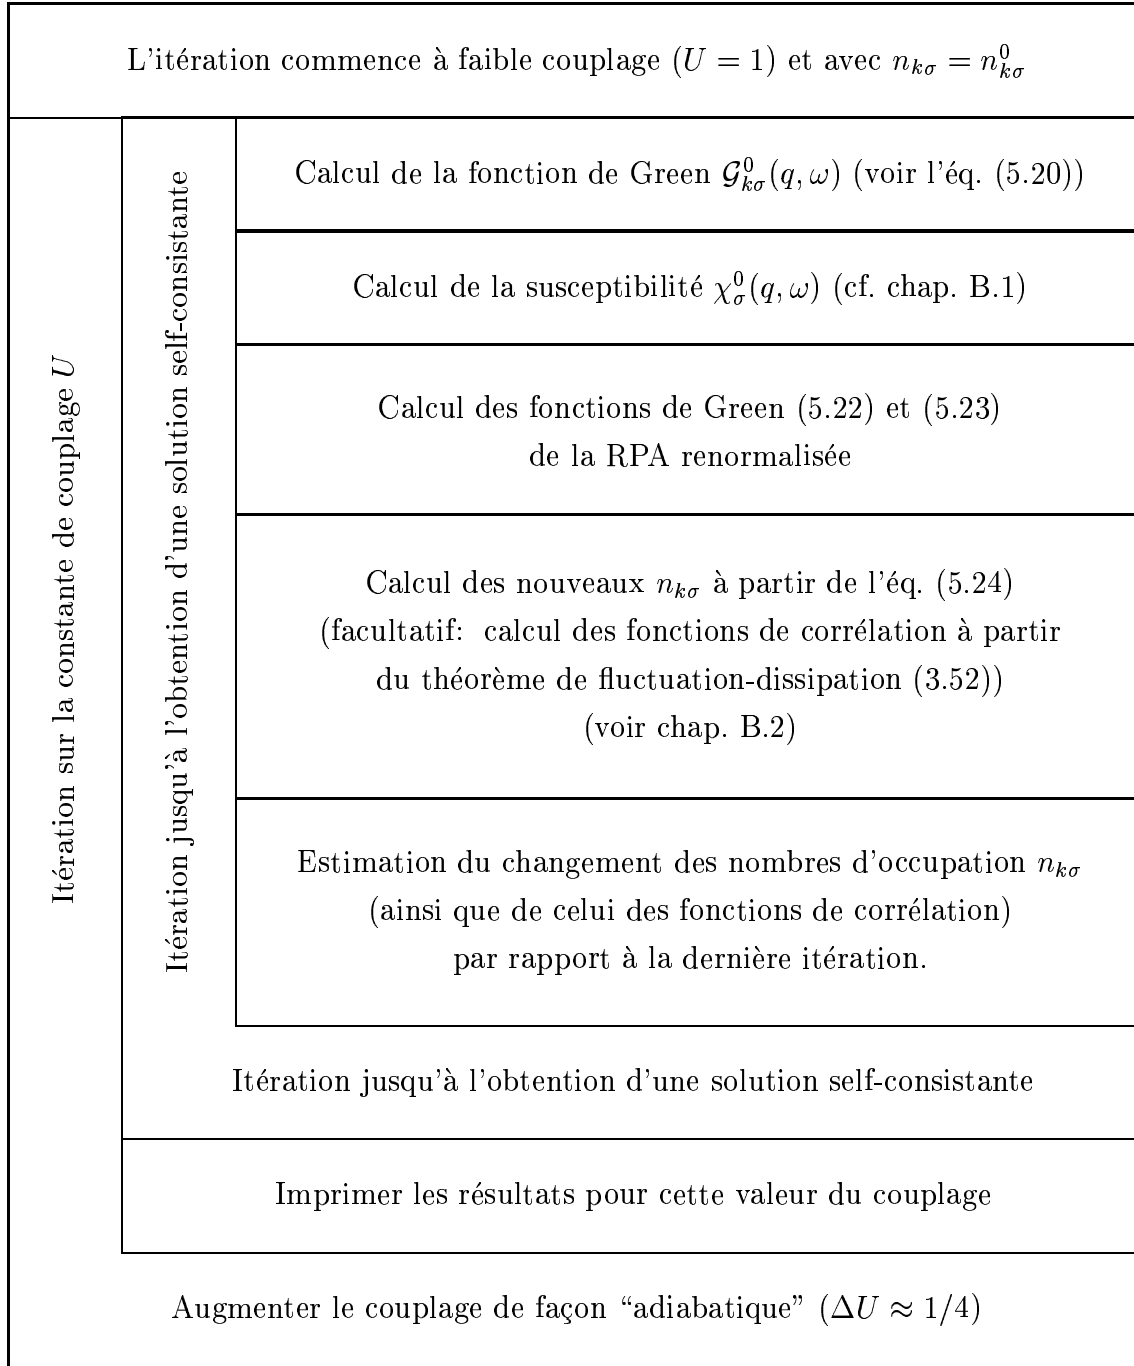 L'itération commence à faible couplage (U = 1) et avec n_{kσ} = n^0_{kσ}
Itération sur la constante de couplage U
Itération jusqu'à l'obtention d'une solution self-consistante
Calcul de la fonction de Green 𝒢^0_{kσ}(q, ω) (voir l'éq. (5.20))
Calcul de la susceptibilité χ^0_σ(q, ω) (cf. chap. B.1)
Calcul des fonctions de Green (5.22) et (5.23)
de la RPA renormalisée
Calcul des nouveaux n_{kσ} à partir de l'éq. (5.24)
(facultatif: calcul des fonctions de corrélation à partir
du théorème de fluctuation-dissipation (3.52))
(voir chap. B.2)
Estimation du changement des nombres d'occupation n_{kσ}
(ainsi que de celui des fonctions de corrélation)
par rapport à la dernière itération.
Itération jusqu'à l'obtention d'une solution self-consistante
Imprimer les résultats pour cette valeur du couplage
Augmenter le couplage de façon “adiabatique” (ΔU ≈ 1/4)